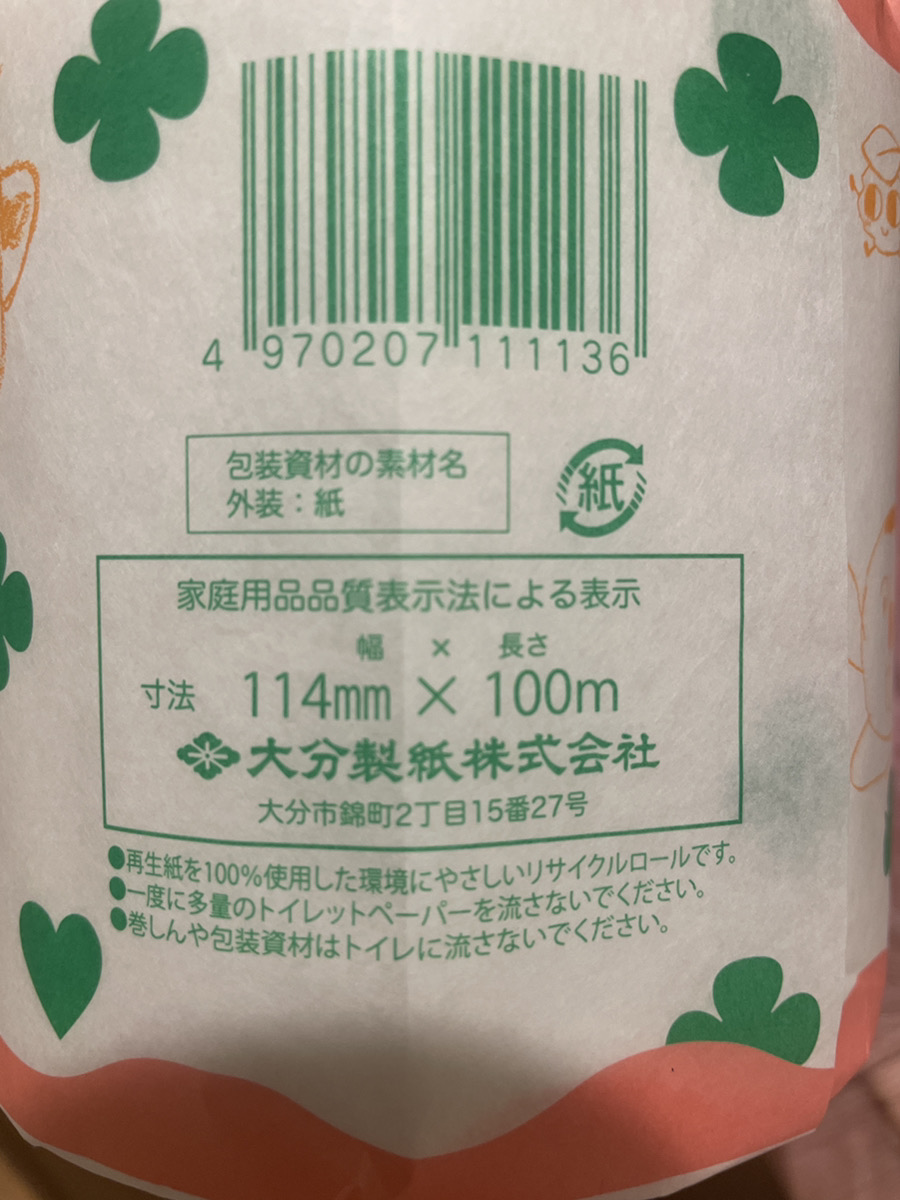 4 970207 111136
包装資材の素材名
外装：紙
紙
家庭用品品質表示法による表示
幅 × 長さ
寸法 114mm × 100m
大分製紙株式会社
大分市錦町2丁目15番27号
●再生紙を100%使用した環境にやさしいリサイクルロールです。
●一度に多量のトイレットペーパーを流さないでください。
●巻しんや包装資材はトイレに流さないでください。